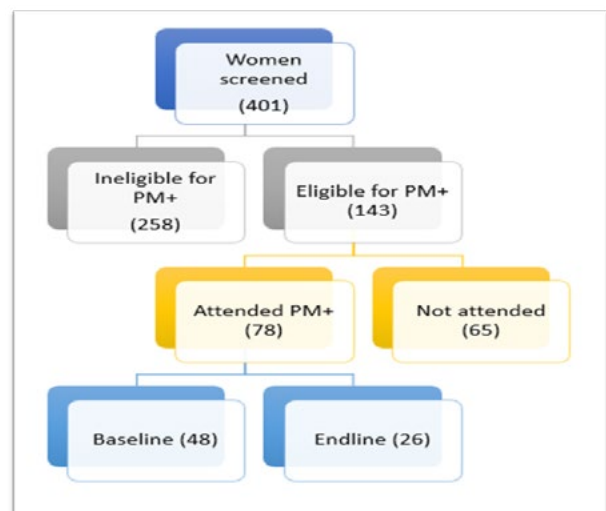 Women
screened
(401)
Ineligible for
PM+
(258)
Eligible for PM+
(143)
Attended PM+
(78)
Not attended
(65)
Baseline (48)
Endline (26)